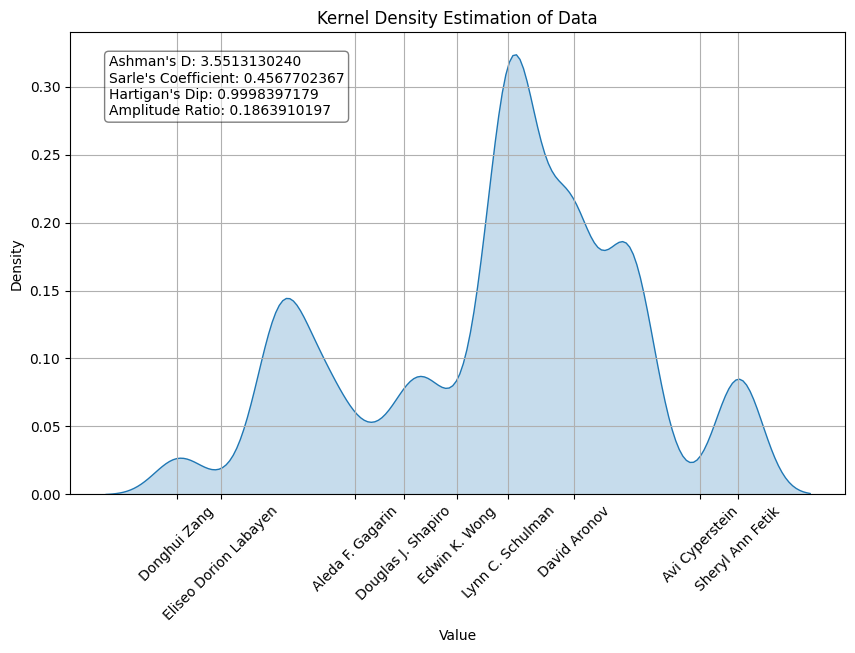 Kernel Density Estimation of Data
Ashman's D: 3.5513130240
Sarle's Coefficient: 0.4567702367
Hartigan's Dip: 0.9998397179
Amplitude Ratio: 0.1863910197
Density
0.30
0.25
0.20
0.15
0.10
0.05
0.00
Donghui Zang
Eliseo Dorion Labayen
Aleda F. Gagarin
Douglas J. Shapiro
Edwin K. Wong
Lynn C. Schulman
David Aronov
Avi Cyperstein
Sheryl Ann Fetik
Value